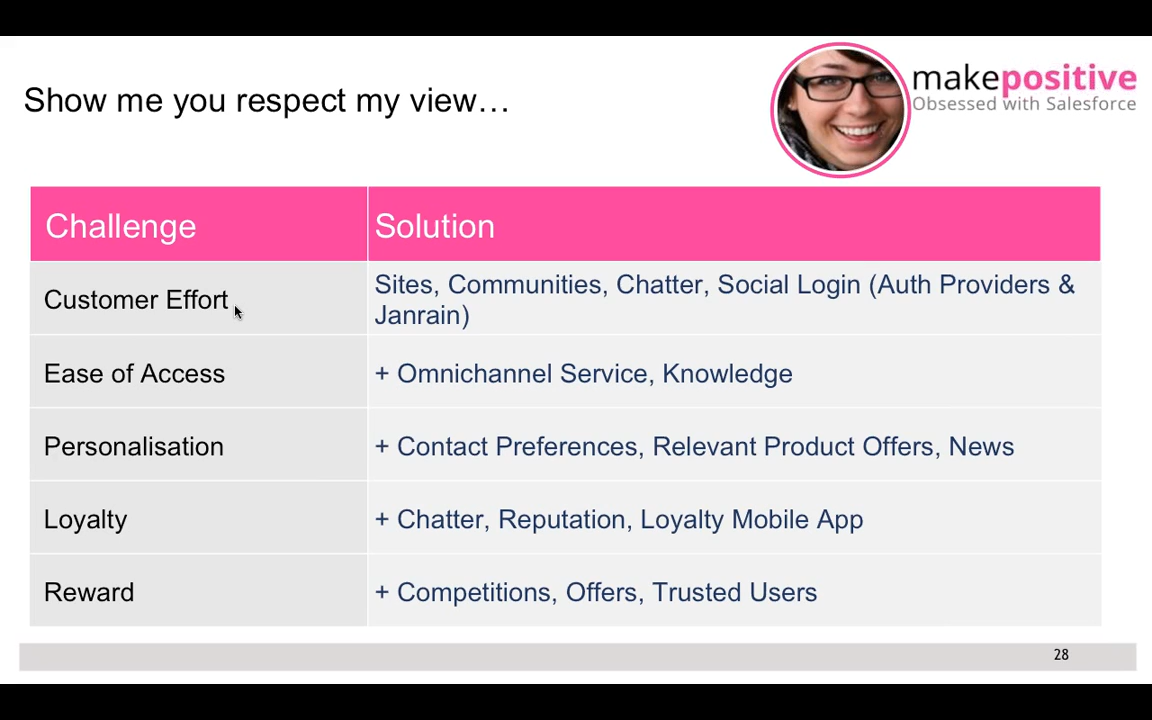 Show me you respect my view…
makepositive
Obsessed with Salesforce
Challenge
Solution
Customer Effort
Sites, Communities, Chatter, Social Login (Auth Providers &
Janrain)
Ease of Access
+ Omnichannel Service, Knowledge
Personalisation
+ Contact Preferences, Relevant Product Offers, News
Loyalty
+ Chatter, Reputation, Loyalty Mobile App
Reward
+ Competitions, Offers, Trusted Users
28